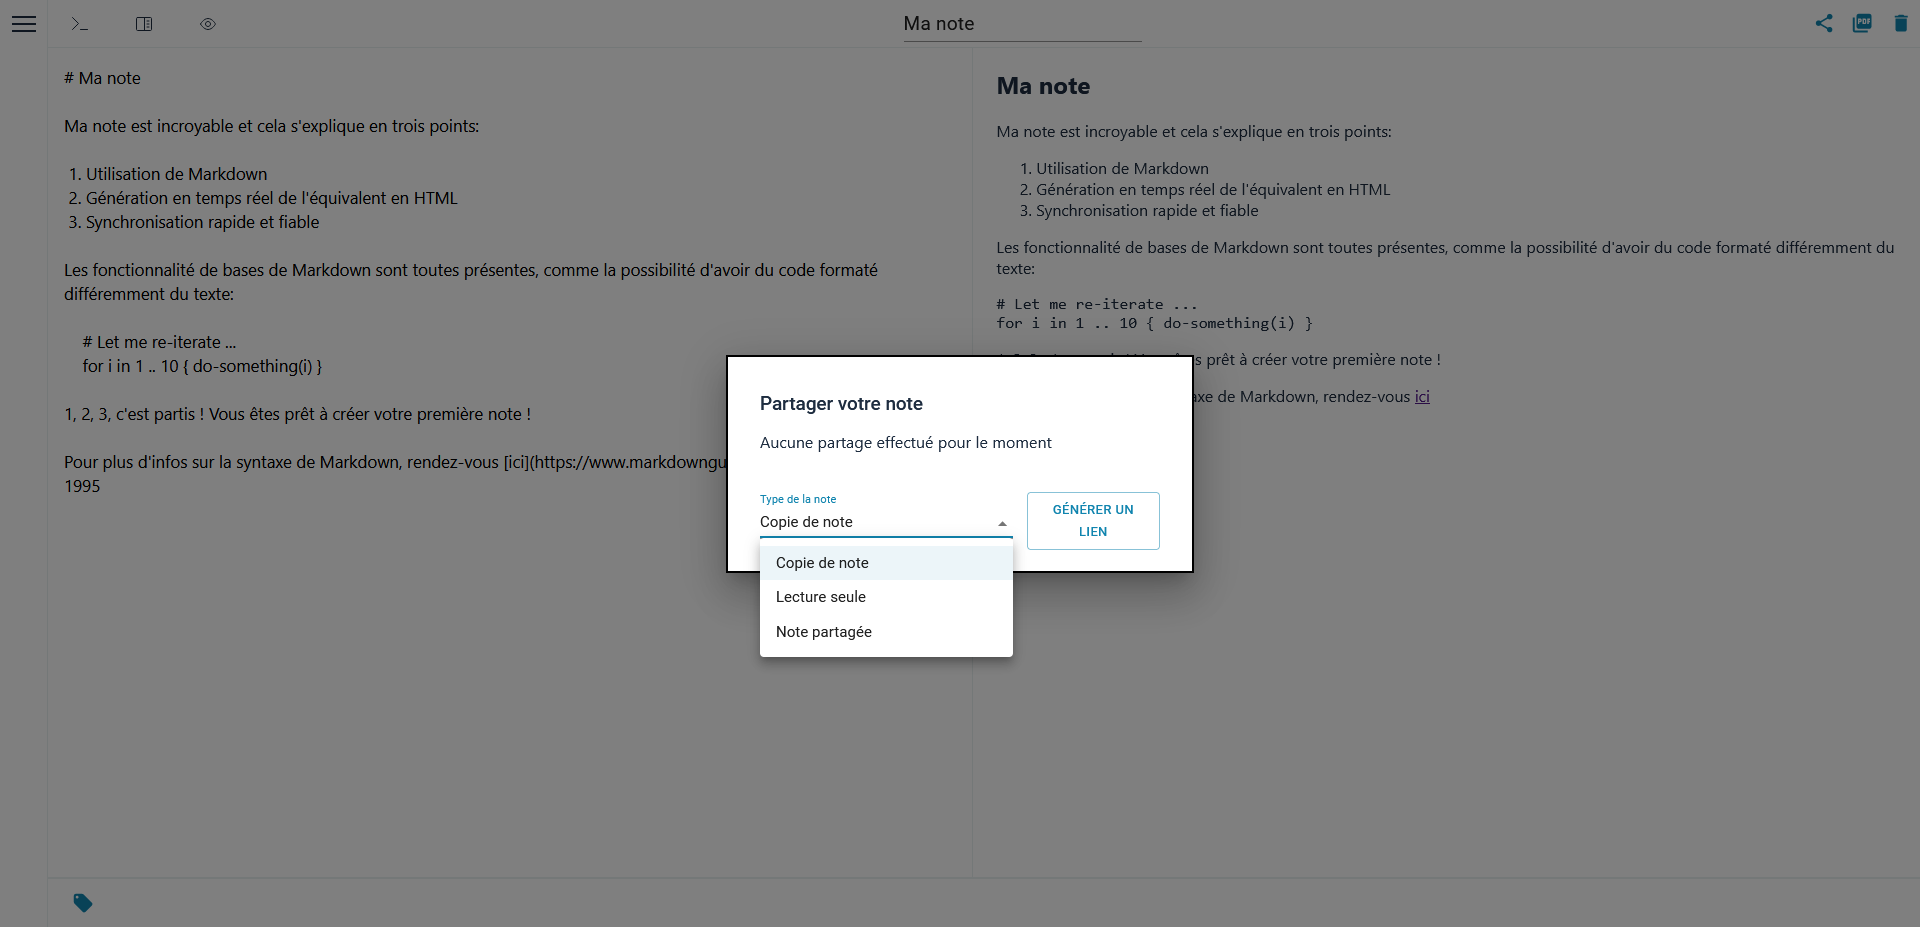 Ma note
PDF
# Ma note
Ma note est incroyable et cela s'explique en trois points:
1. Utilisation de Markdown
2. Génération en temps réel de l'équivalent en HTML
3. Synchronisation rapide et fiable
Les fonctionnalité de bases de Markdown sont toutes présentes, comme la possibilité d'avoir du code formaté
différemment du texte:
# Let me re-iterate ...
for i in 1 .. 10 { do-something(i) }
1, 2, 3, c'est partis ! Vous êtes prêt à créer votre première note !
Pour plus d'infos sur la syntaxe de Markdown, rendez-vous [ici](https://www.markdowngu
1995
Ma note
Ma note est incroyable et cela s'explique en trois points:
1. Utilisation de Markdown
2. Génération en temps réel de l'équivalent en HTML
3. Synchronisation rapide et fiable
Les fonctionnalité de bases de Markdown sont toutes présentes, comme la possibilité d'avoir du code formaté différemment du
texte:
# Let me re-iterate ...
for i in 1 .. 10 { do-something(i) }
prêt à créer votre première note !
de Markdown, rendez-vous ici
Partager votre note
Aucune partage effectué pour le moment
Type de la note
Copie de note
GÉNÉRER UN
LIEN
Copie de note
Lecture seule
Note partagée